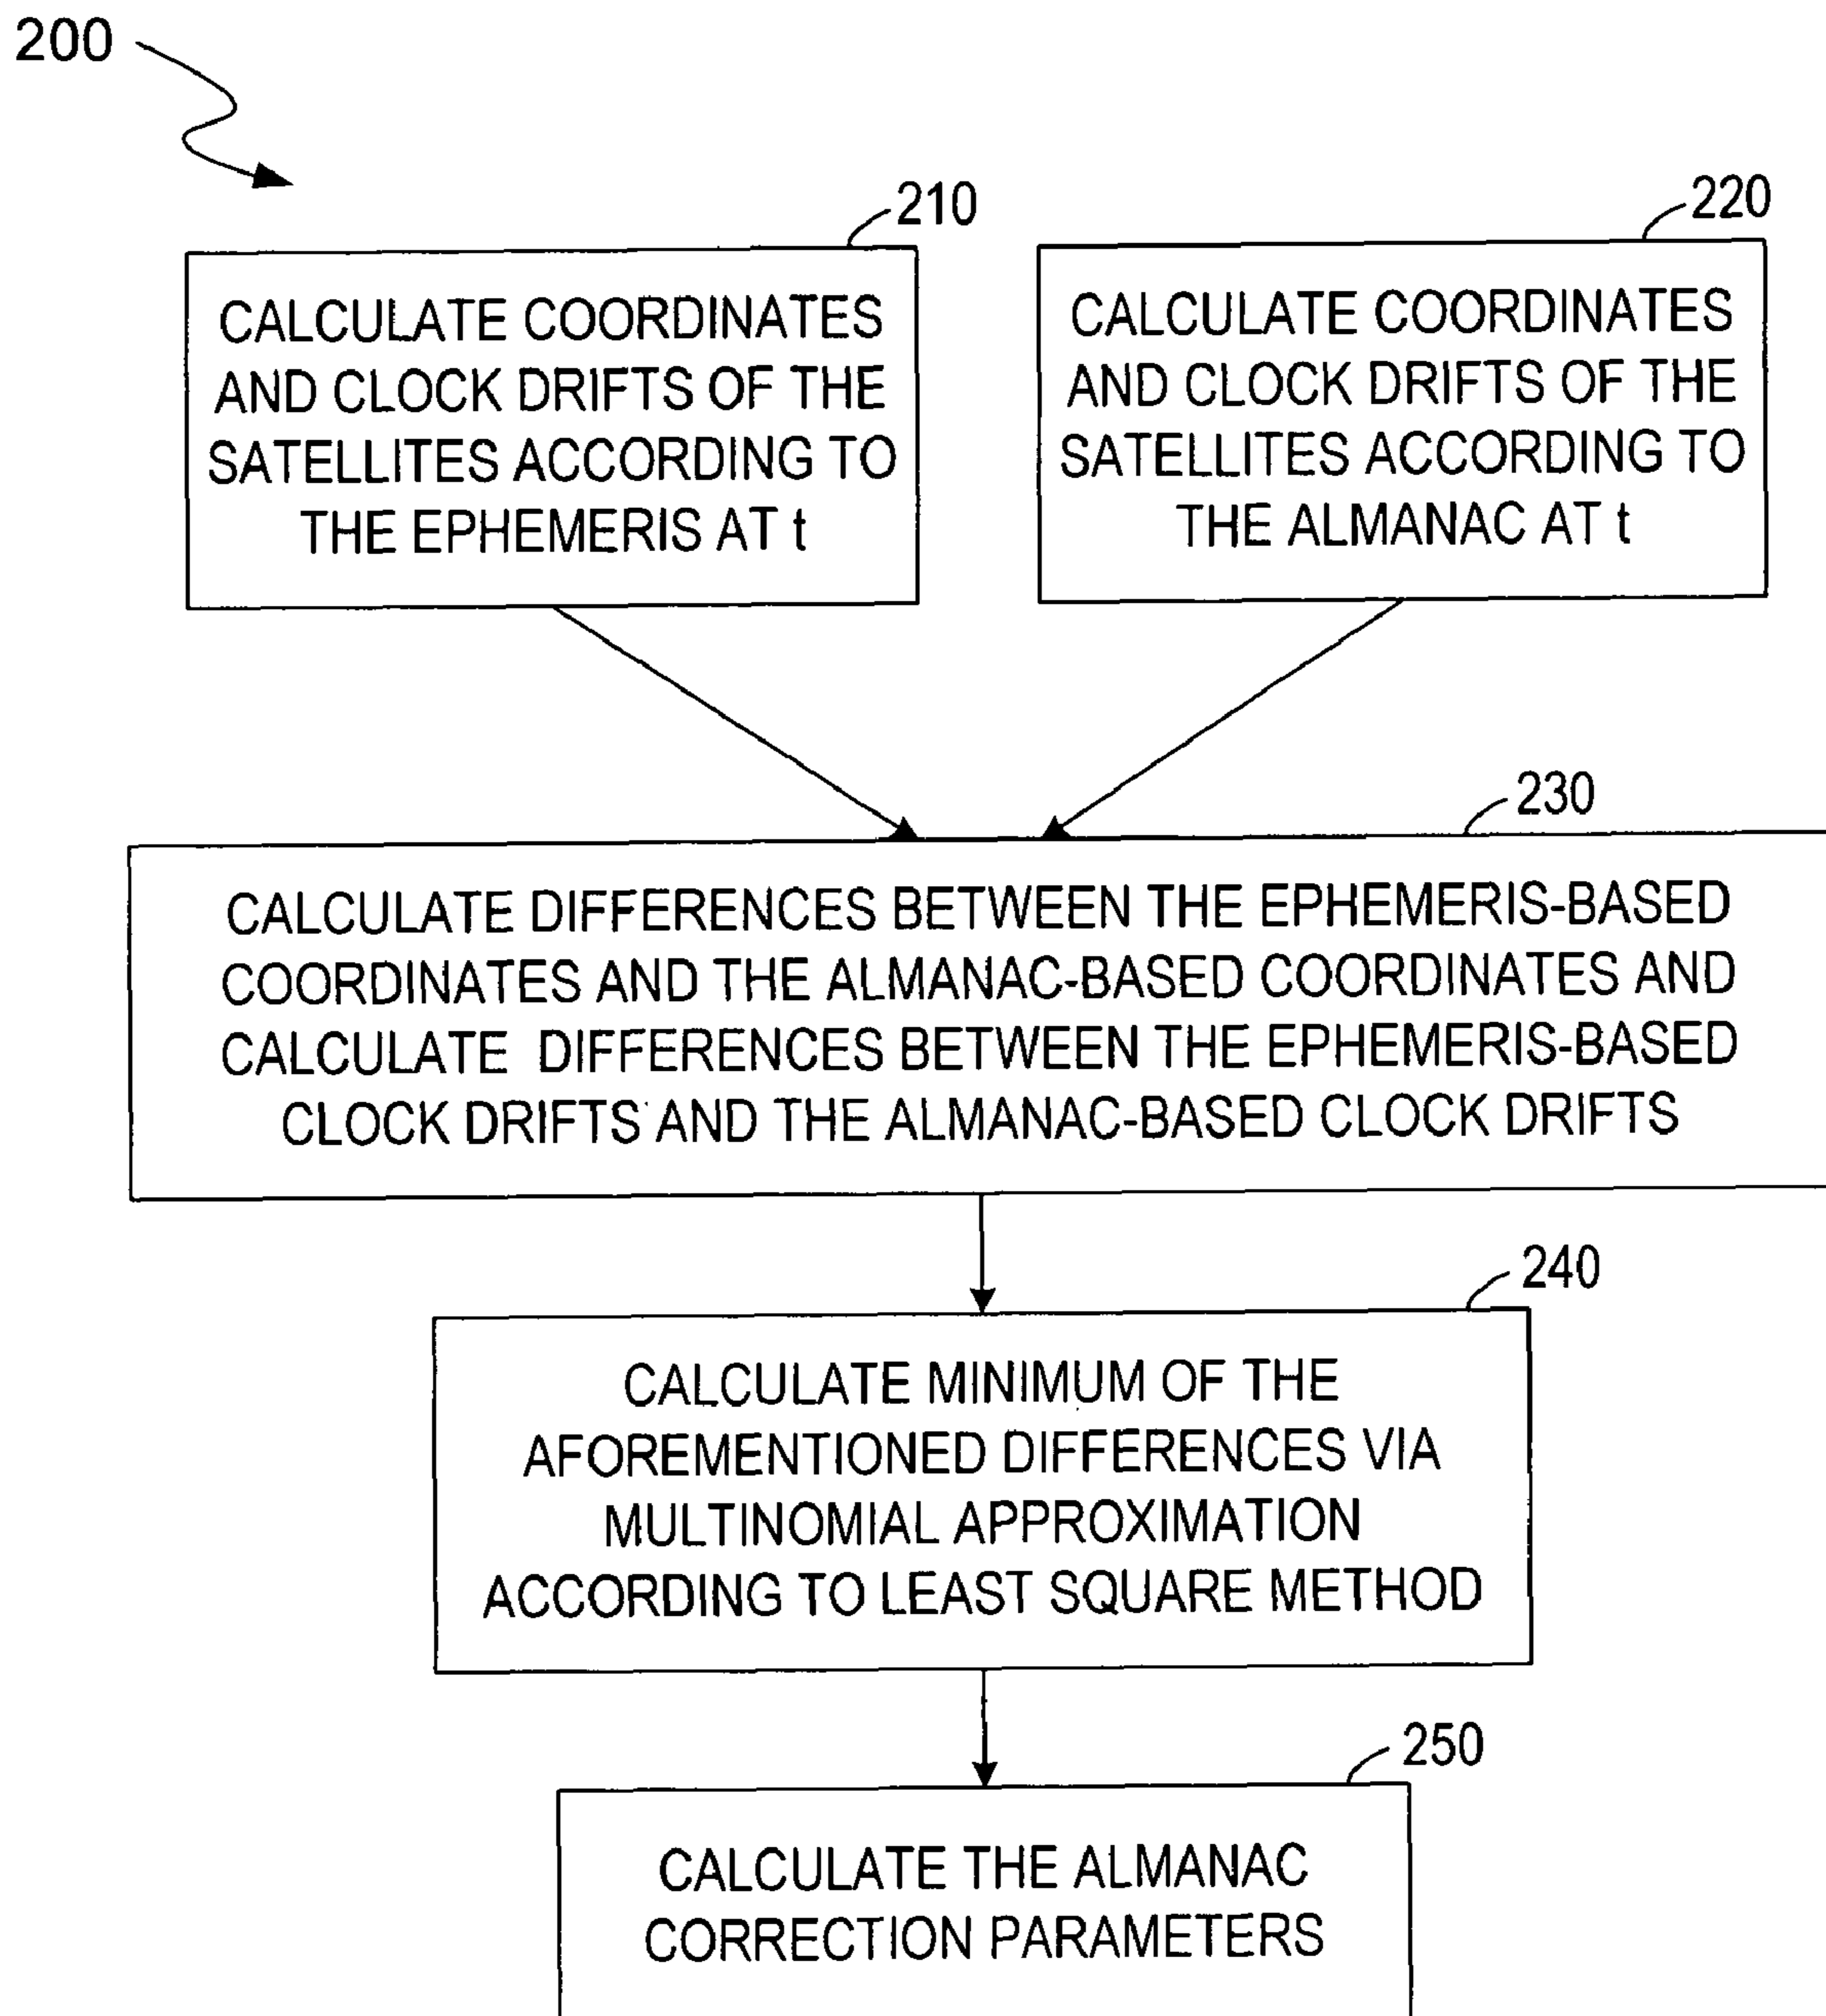 200
210
CALCULATE COORDINATES
AND CLOCK DRIFTS OF THE
SATELLITES ACCORDING TO
THE EPHEMERIS AT t
220
CALCULATE COORDINATES
AND CLOCK DRIFTS OF THE
SATELLITES ACCORDING TO
THE ALMANAC AT t
230
CALCULATE DIFFERENCES BETWEEN THE EPHEMERIS-BASED
COORDINATES AND THE ALMANAC-BASED COORDINATES AND
CALCULATE DIFFERENCES BETWEEN THE EPHEMERIS-BASED
CLOCK DRIFTS AND THE ALMANAC-BASED CLOCK DRIFTS
240
CALCULATE MINIMUM OF THE
AFOREMENTIONED DIFFERENCES VIA
MULTINOMIAL APPROXIMATION
ACCORDING TO LEAST SQUARE METHOD
250
CALCULATE THE ALMANAC
CORRECTION PARAMETERS